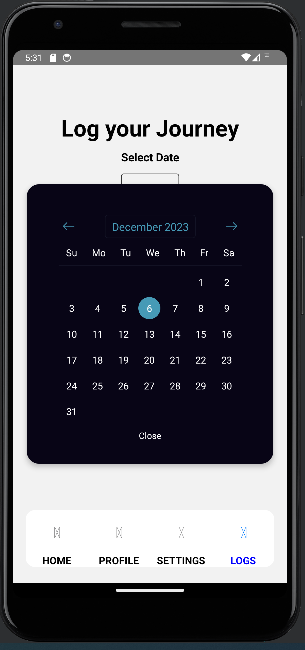 5:31
Log your Journey
Select Date
December 2023
Su Mo Tu We Th Fr Sa
1 2
3 4 5 6 7 8 9
10 11 12 13 14 15 16
17 18 19 20 21 22 23
24 25 26 27 28 29 30
31
Close
HOME PROFILE SETTINGS LOGS